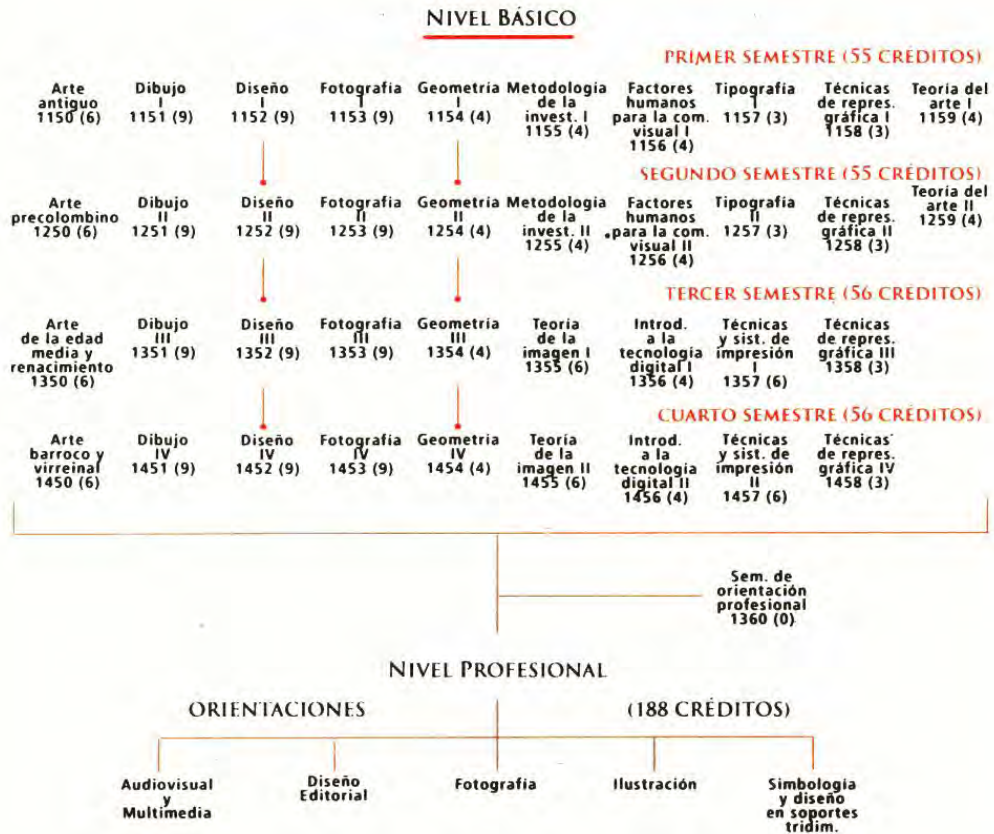 NIVEL BÁSICO
PRIMER SEMESTRE (55 CRÉDITOS)
Arte
antiguo
1150 (6)
Dibujo
I
1151 (9)
Diseño
I
1152 (9)
Fotografía
I
1153 (9)
Geometría
I
1154 (4)
Metodología
de la
invest. I
1155 (4)
Factores
humanos
para la com.
visual I
1156 (4)
Tipografía
I
1157 (3)
Técnicas
de repres.
gráfica I
1158 (3)
Teoría del
arte I
1159 (4)
SEGUNDO SEMESTRE (55 CRÉDITOS)
Arte
precolombino
1250 (6)
Dibujo
II
1251 (9)
Diseño
II
1252 (9)
Fotografía
II
1253 (9)
Geometría
II
1254 (4)
Metodología
de la
invest. II
1255 (4)
Factores
humanos
para la com.
visual II
1256 (4)
Tipografía
II
1257 (3)
Técnicas
de repres.
gráfica II
1258 (3)
Teoría del
arte II
1259 (4)
TERCER SEMESTRE (56 CRÉDITOS)
Arte
de la edad
media y
renacimiento
1350 (6)
Dibujo
III
1351 (9)
Diseño
III
1352 (9)
Fotografía
III
1353 (9)
Geometría
III
1354 (4)
Teoría
de la
imagen I
1355 (6)
Introd.
a la
tecnología
digital I
1356 (4)
Técnicas
y sist. de
impresión
I
1357 (6)
Técnicas
de repres.
gráfica III
1358 (3)
CUARTO SEMESTRE (56 CRÉDITOS)
Arte
barroco y
virreinal
1450 (6)
Dibujo
IV
1451 (9)
Diseño
IV
1452 (9)
Fotografía
IV
1453 (9)
Geometría
IV
1454 (4)
Teoría
de la
imagen II
1455 (6)
Introd.
a la
tecnología
digital II
1456 (4)
Técnicas
y sist. de
impresión
II
1457 (6)
Técnicas
de repres.
gráfica IV
1458 (3)
Sem. de
orientación
profesional
1360 (0)
NIVEL PROFESIONAL
ORIENTACIONES
(188 CRÉDITOS)
Audiovisual
y
Multimedia
Diseño
Editorial
Fotografía
Ilustración
Simbología
y diseño
en soportes
tridim.